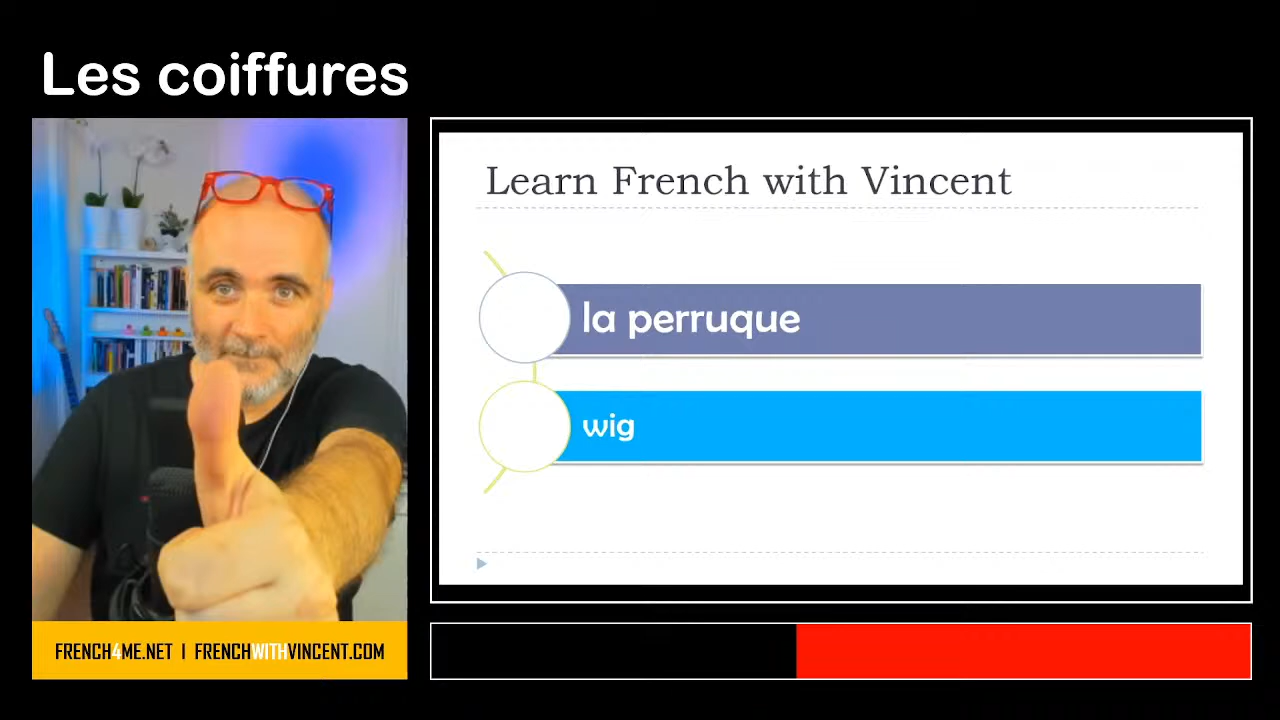 Les coiffures
Learn French with Vincent
la perruque
wig
FRENCH4ME.NET | FRENCHWITHVINCENT.COM